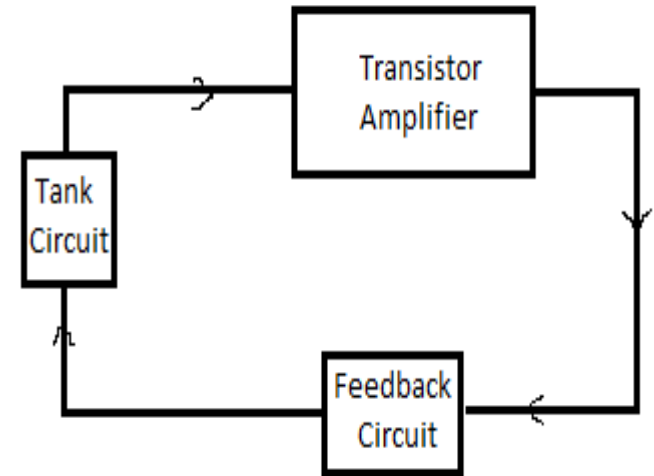 Transistor
Amplifier
Tank
Circuit
Feedback
Circuit